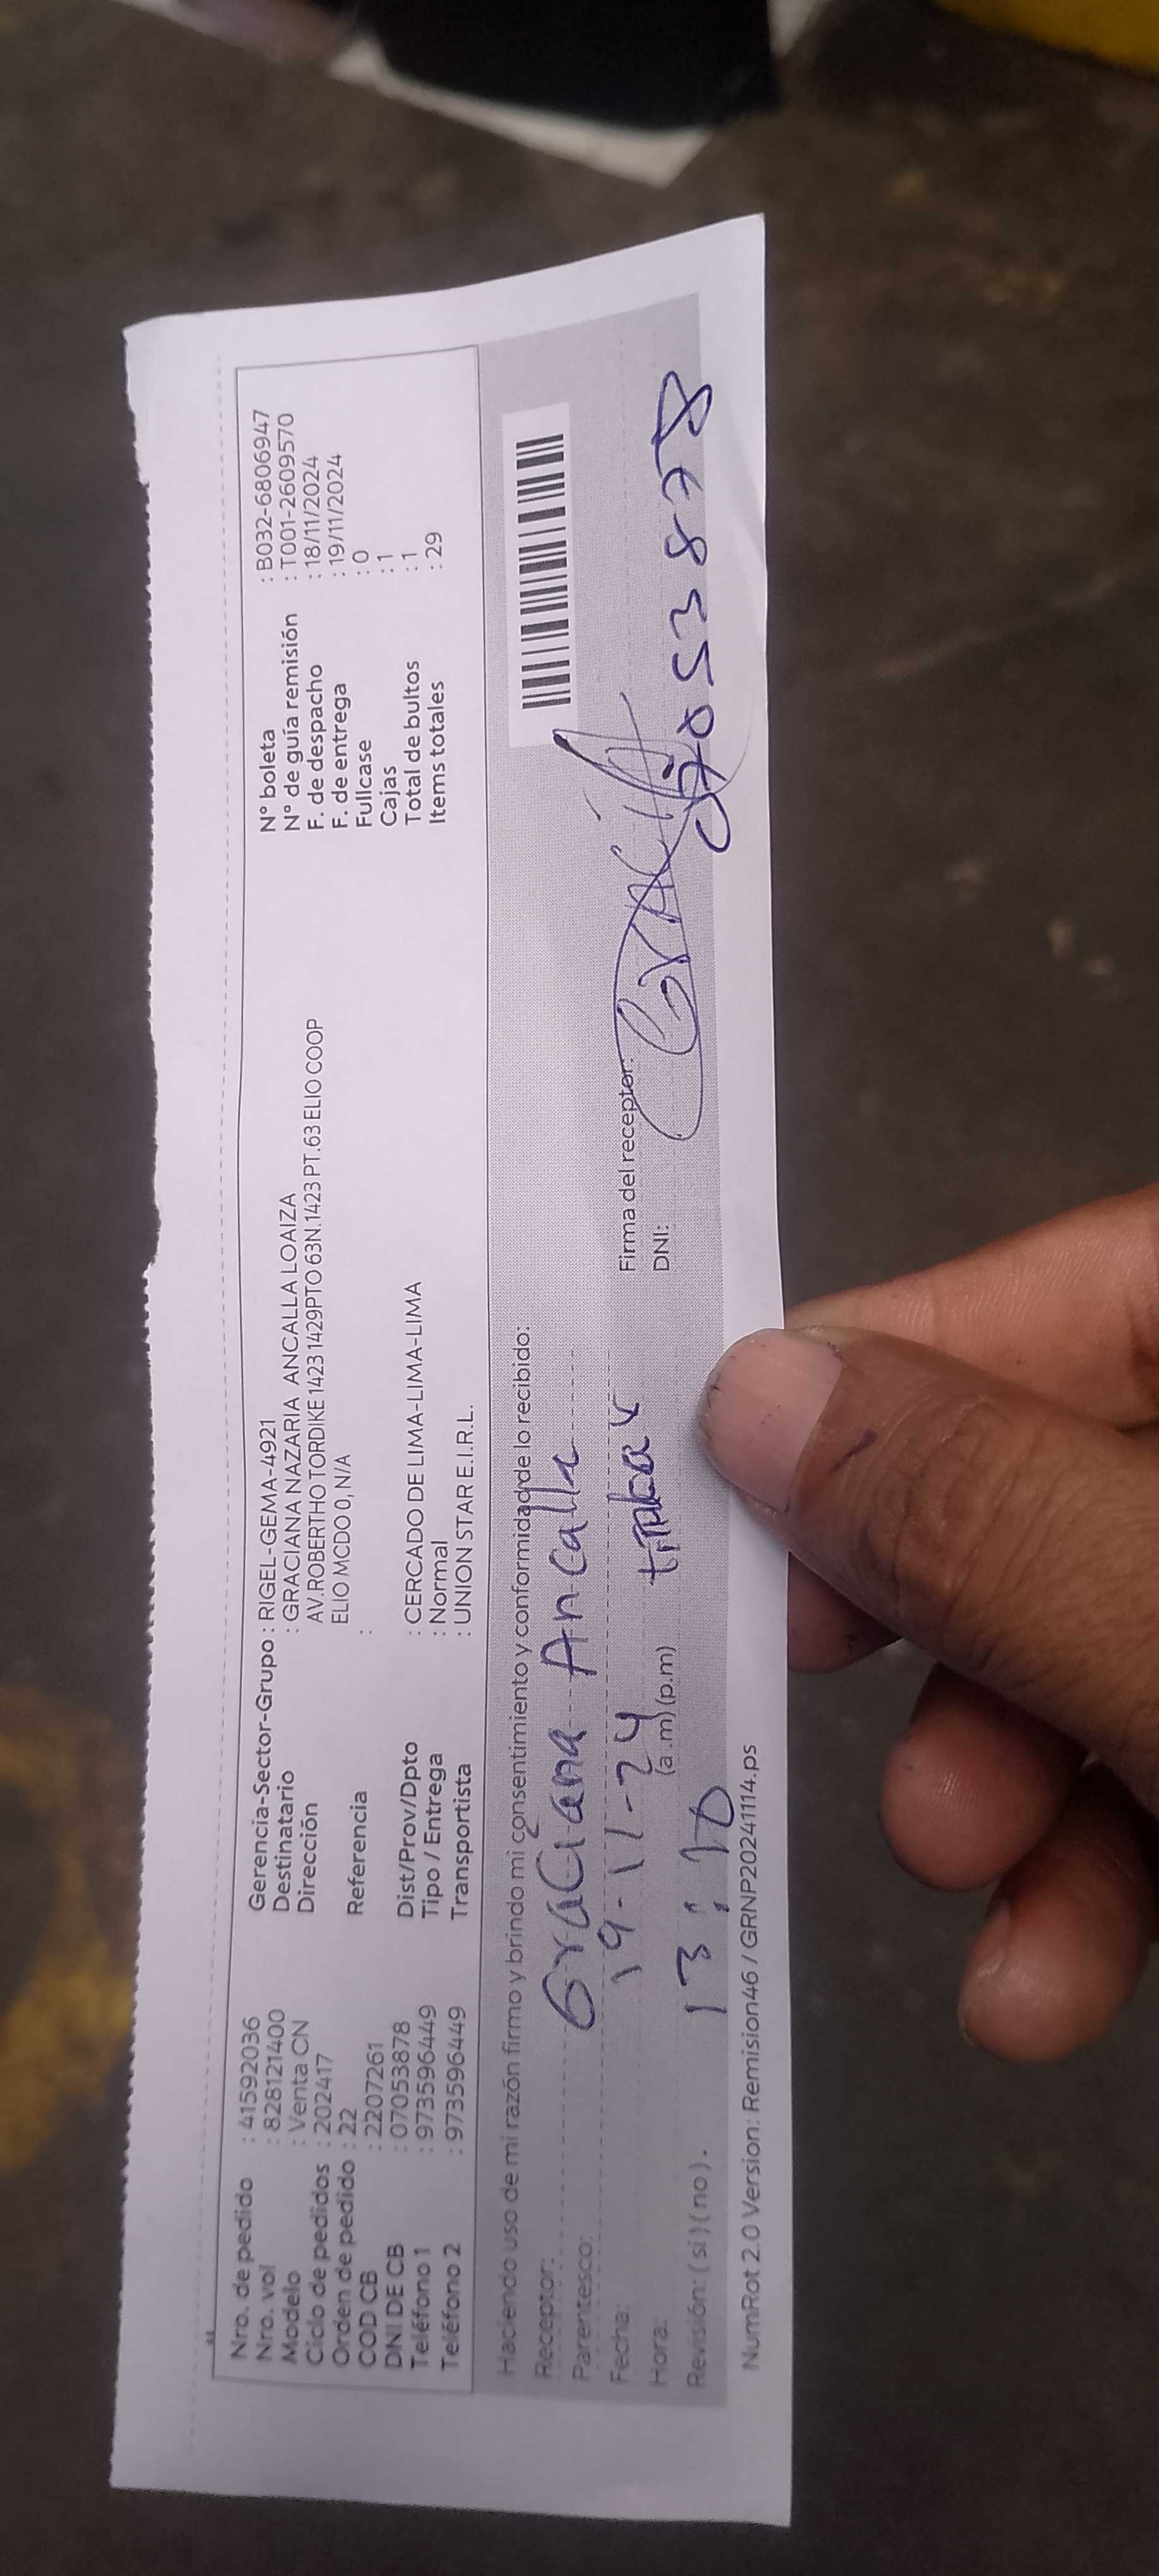 Nro. de pedido : 41592036
Nro. vol : 828121400
Modelo : Venta CN
Ciclo de pedidos : 202417
Orden de pedido : 22
COD CB : 2207261
DNI DE CB : 07053878
Teléfono 1 : 973596449
Teléfono 2 : 973596449
Gerencia-Sector-Grupo : RIGEL-GEMA-4921
Destinatario : GRACIANA NAZARIA ANCALLA LOAIZA
Dirección AV.ROBERTHO TORDIKE 1423 1429PTO 63N.1423 PT.63 ELIO COOP
ELIO MCDO 0, N/A
Referencia :
Dist/Prov/Dpto : CERCADO DE LIMA-LIMA-LIMA
Tipo / Entrega : Normal
Transportista : UNION STAR E.I.R.L.
N° boleta : B032-6806947
N° de guía remisión : T001-2609570
F. de despacho : 18/11/2024
F. de entrega : 19/11/2024
Fullcase : 0
Cajas : 1
Total de bultos : 1
Items totales : 29
Haciendo uso de mi razón firmo y brindo mi consentimiento y conformidad de lo recibido:
Receptor: Graciana Ancalla
Parentesco:
Fecha: 19-11-24
Hora: 13:10 (a.m) (p.m)
Revisión: ( si ) ( no ).
Firma del receptor:
DNI: 07053878
NumRot 2.0 Version: Remision46 / GRNP20241114.ps